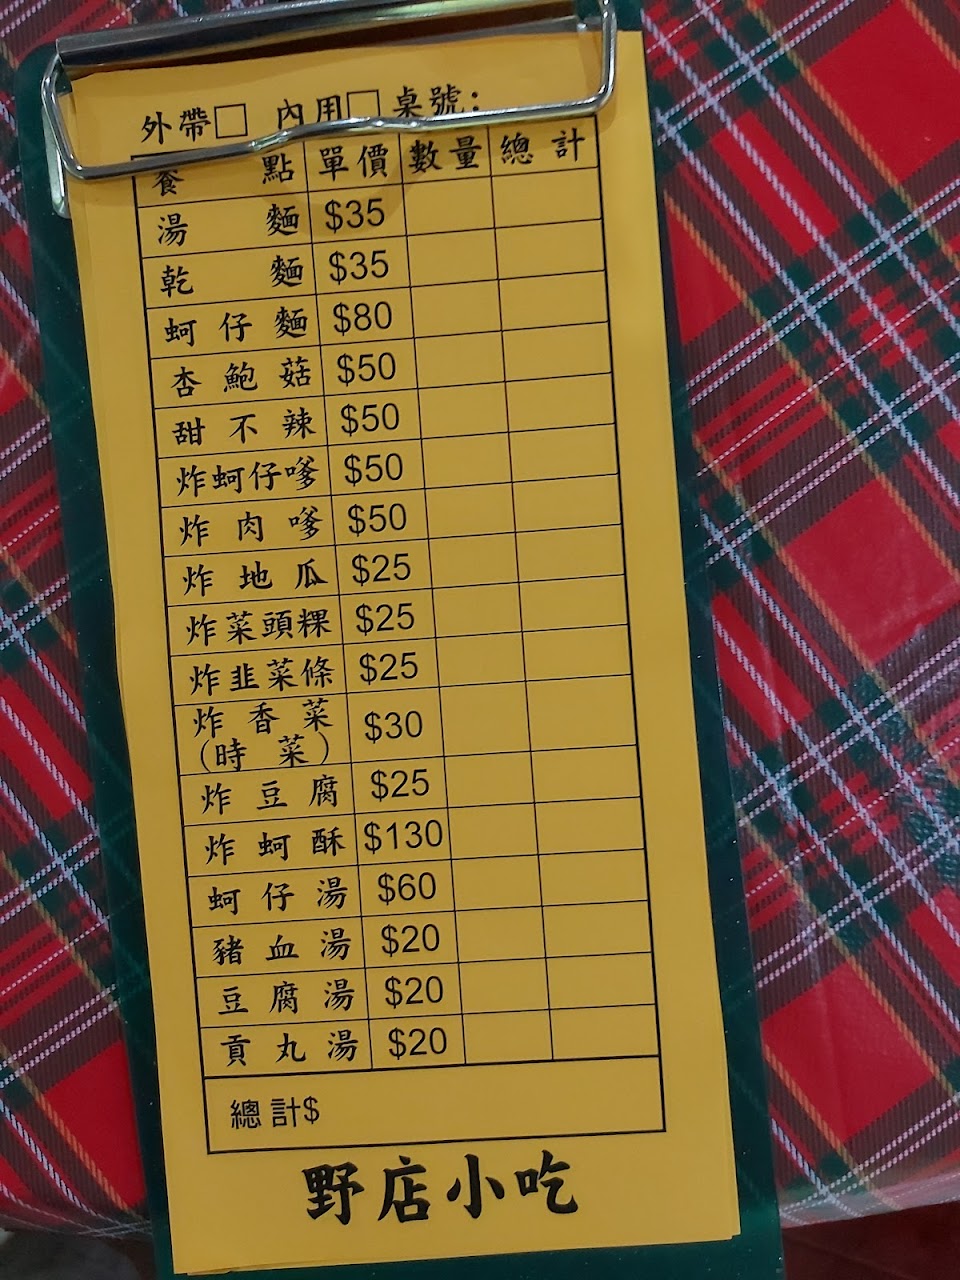 外帶□ 內用□ 桌號:
餐點 單價 數量 總計
湯麵 $35
乾麵 $35
蚵仔麵 $80
杏鮑菇 $50
甜不辣 $50
炸蚵仔嗲 $50
炸肉嗲 $50
炸地瓜 $25
炸菜頭粿 $25
炸韭菜條 $25
炸香菜
(時菜) $30
炸豆腐 $25
炸蚵酥 $130
蚵仔湯 $60
豬血湯 $20
豆腐湯 $20
貢丸湯 $20
總計$
野店小吃